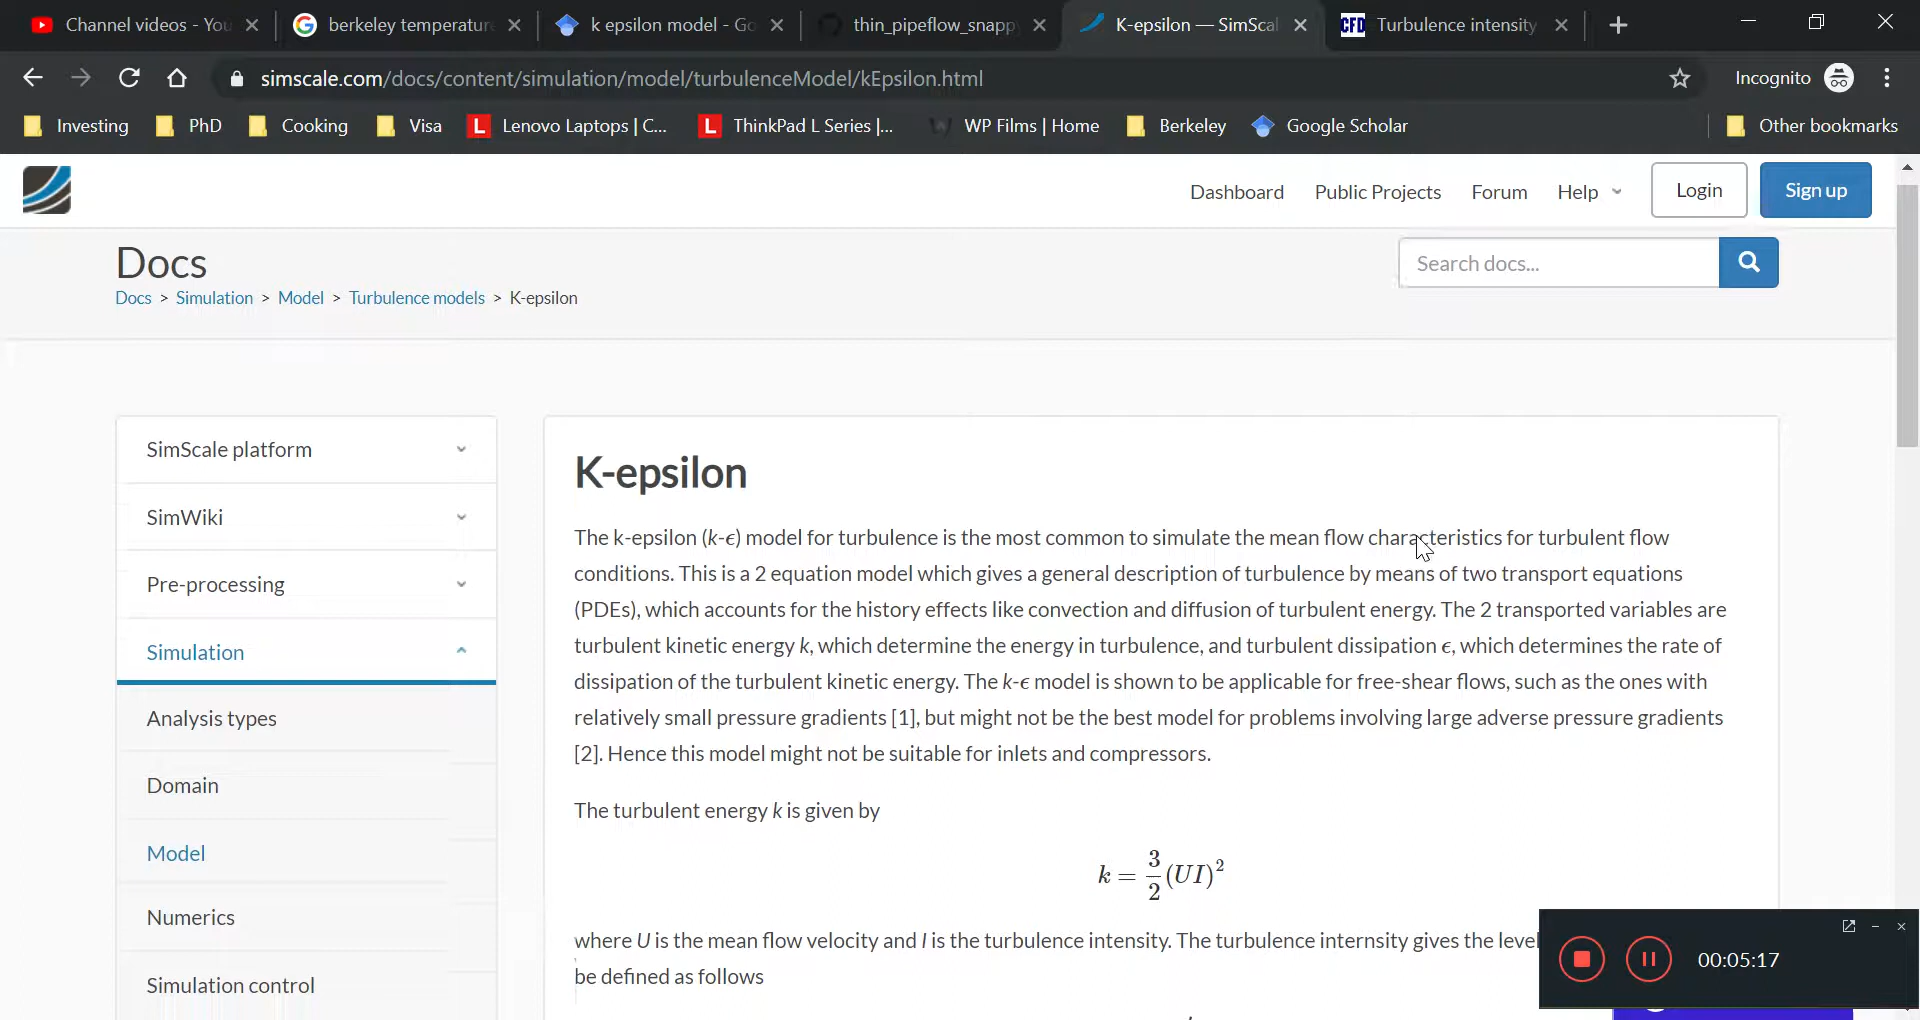 Channel videos - You
berkeley temperature
k epsilon model - Go
thin_pipeflow_snappy
K-epsilon — SimScal
CFD Turbulence intensity
simscale.com/docs/content/simulation/model/turbulenceModel/kEpsilon.html
Incognito
Investing
PhD
Cooking
Visa
L Lenovo Laptops | C...
L ThinkPad L Series |...
WP Films | Home
Berkeley
Google Scholar
Other bookmarks
Dashboard
Public Projects
Forum
Help
Login
Sign up
Docs
Search docs...
Docs > Simulation > Model > Turbulence models > K-epsilon
SimScale platform
SimWiki
Pre-processing
Simulation
Analysis types
Domain
Model
Numerics
Simulation control
K-epsilon
The k-epsilon (k-ϵ) model for turbulence is the most common to simulate the mean flow characteristics for turbulent flow
conditions. This is a 2 equation model which gives a general description of turbulence by means of two transport equations
(PDEs), which accounts for the history effects like convection and diffusion of turbulent energy. The 2 transported variables are
turbulent kinetic energy k, which determine the energy in turbulence, and turbulent dissipation ϵ, which determines the rate of
dissipation of the turbulent kinetic energy. The k-ϵ model is shown to be applicable for free-shear flows, such as the ones with
relatively small pressure gradients [1], but might not be the best model for problems involving large adverse pressure gradients
[2]. Hence this model might not be suitable for inlets and compressors.
The turbulent energy k is given by
k = 3/2 (UI)²
where U is the mean flow velocity and I is the turbulence intensity. The turbulence internsity gives the level
be defined as follows
00:05:17